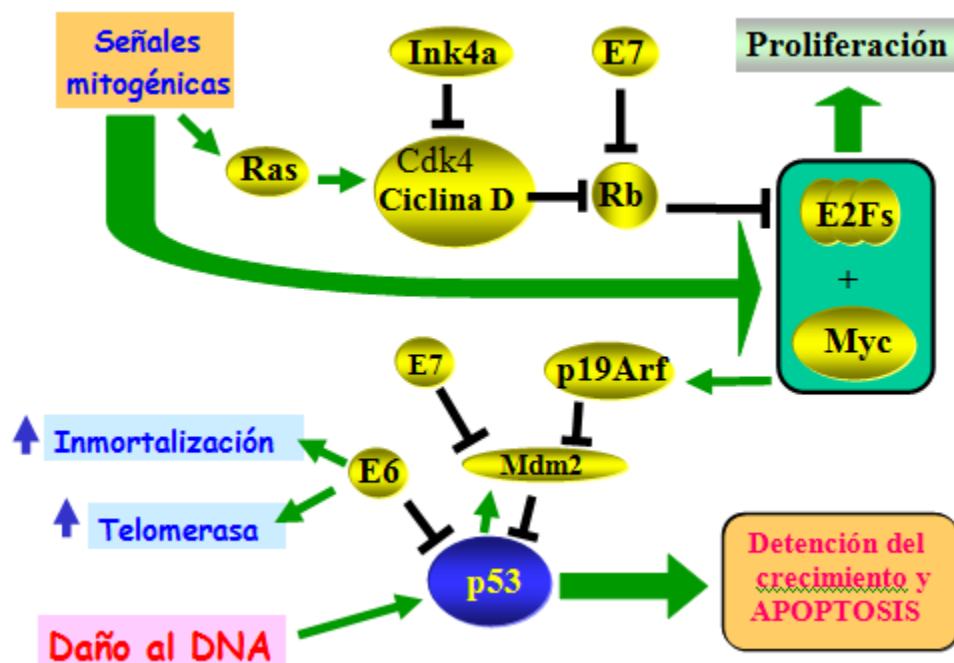 Señales
mitogénicas
Ink4a
E7
Proliferación
Ras
Cdk4
Ciclina D
Rb
E2Fs
+
Myc
E7
p19Arf
Inmortalización
E6
Mdm2
Telomerasa
p53
Detención del
crecimiento y
APOPTOSIS
Daño al DNA